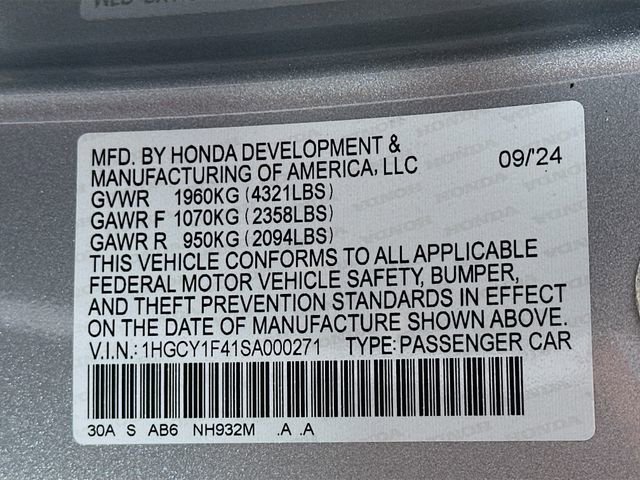 MFD. BY HONDA DEVELOPMENT &
MANUFACTURING OF AMERICA, LLC 09/'24
GVWR 1960KG (4321LBS)
GAWR F 1070KG (2358LBS)
GAWR R 950KG (2094LBS)
THIS VEHICLE CONFORMS TO ALL APPLICABLE
FEDERAL MOTOR VEHICLE SAFETY, BUMPER,
AND THEFT PREVENTION STANDARDS IN EFFECT
ON THE DATE OF MANUFACTURE SHOWN ABOVE.
V.I.N.: 1HGCY1F41SA000271 TYPE: PASSENGER CAR
30A S AB6 NH932M .A .A